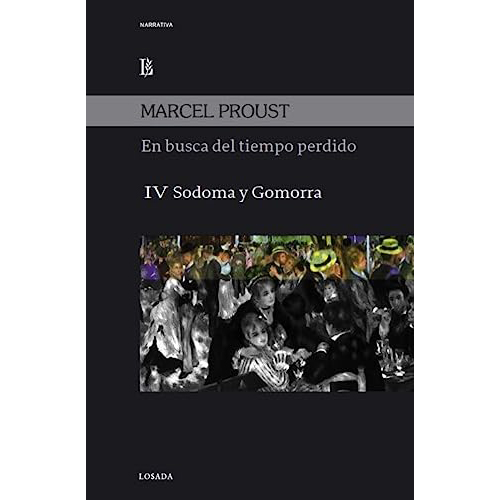 NARRATIVA
L
MARCEL PROUST
En busca del tiempo perdido
IV Sodoma y Gomorra
LOSADA